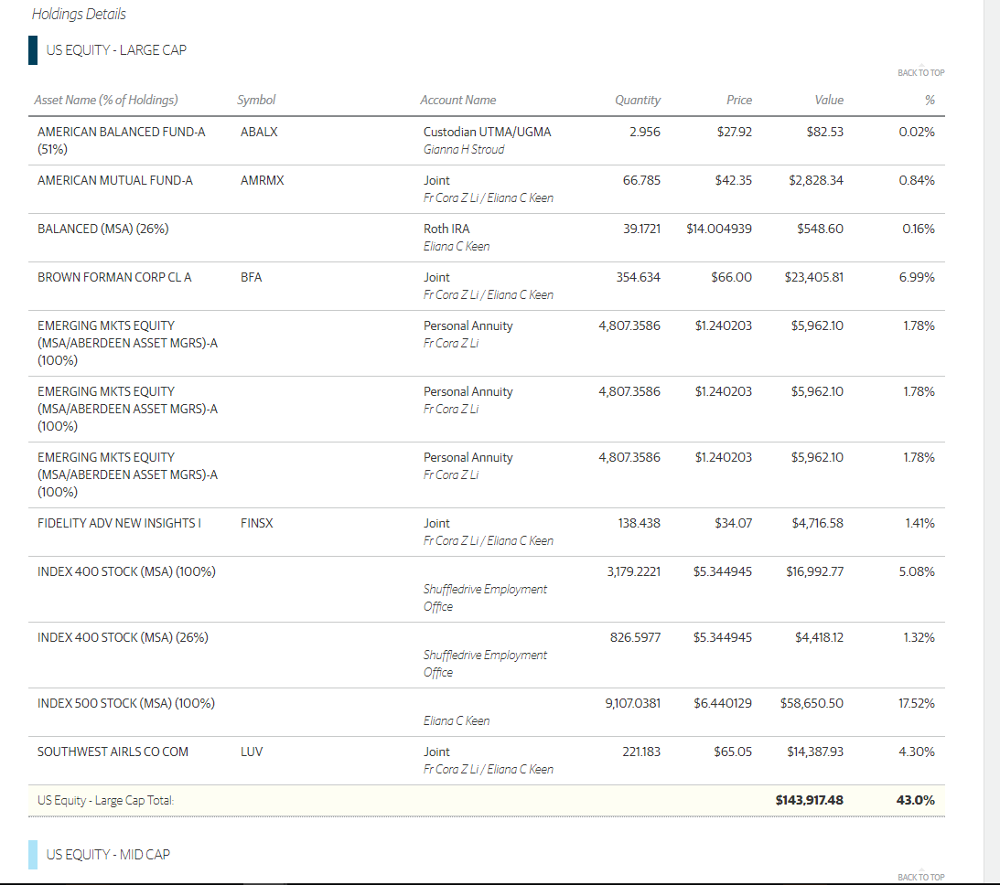 Holdings Details
US EQUITY - LARGE CAP
BACK TO TOP
Asset Name (% of Holdings) Symbol Account Name Quantity Price Value %
AMERICAN BALANCED FUND-A ABALX Custodian UTMA/UGMA 2.956 $27.92 $82.53 0.02%
(51%) Gianna H Stroud
AMERICAN MUTUAL FUND-A AMRMX Joint 66.785 $42.35 $2,828.34 0.84%
Fr Cora Z Li / Eliana C Keen
BALANCED (MSA) (26%) Roth IRA 39.1721 $14.004939 $548.60 0.16%
Eliana C Keen
BROWN FORMAN CORP CL A BFA Joint 354.634 $66.00 $23,405.81 6.99%
Fr Cora Z Li / Eliana C Keen
EMERGING MKTS EQUITY Personal Annuity 4,807.3586 $1.240203 $5,962.10 1.78%
(MSA/ABERDEEN ASSET MGRS)-A Fr Cora Z Li
(100%)
EMERGING MKTS EQUITY Personal Annuity 4,807.3586 $1.240203 $5,962.10 1.78%
(MSA/ABERDEEN ASSET MGRS)-A Fr Cora Z Li
(100%)
EMERGING MKTS EQUITY Personal Annuity 4,807.3586 $1.240203 $5,962.10 1.78%
(MSA/ABERDEEN ASSET MGRS)-A Fr Cora Z Li
(100%)
FIDELITY ADV NEW INSIGHTS I FINSX Joint 138.438 $34.07 $4,716.58 1.41%
Fr Cora Z Li / Eliana C Keen
INDEX 400 STOCK (MSA) (100%) 3,179.2221 $5.344945 $16,992.77 5.08%
Shuffledrive Employment
Office
INDEX 400 STOCK (MSA) (26%) 826.5977 $5.344945 $4,418.12 1.32%
Shuffledrive Employment
Office
INDEX 500 STOCK (MSA) (100%) 9,107.0381 $6.440129 $58,650.50 17.52%
Eliana C Keen
SOUTHWEST AIRLS CO COM LUV Joint 221.183 $65.05 $14,387.93 4.30%
Fr Cora Z Li / Eliana C Keen
US Equity - Large Cap Total: $143,917.48 43.0%
US EQUITY - MID CAP
BACK TO TOP